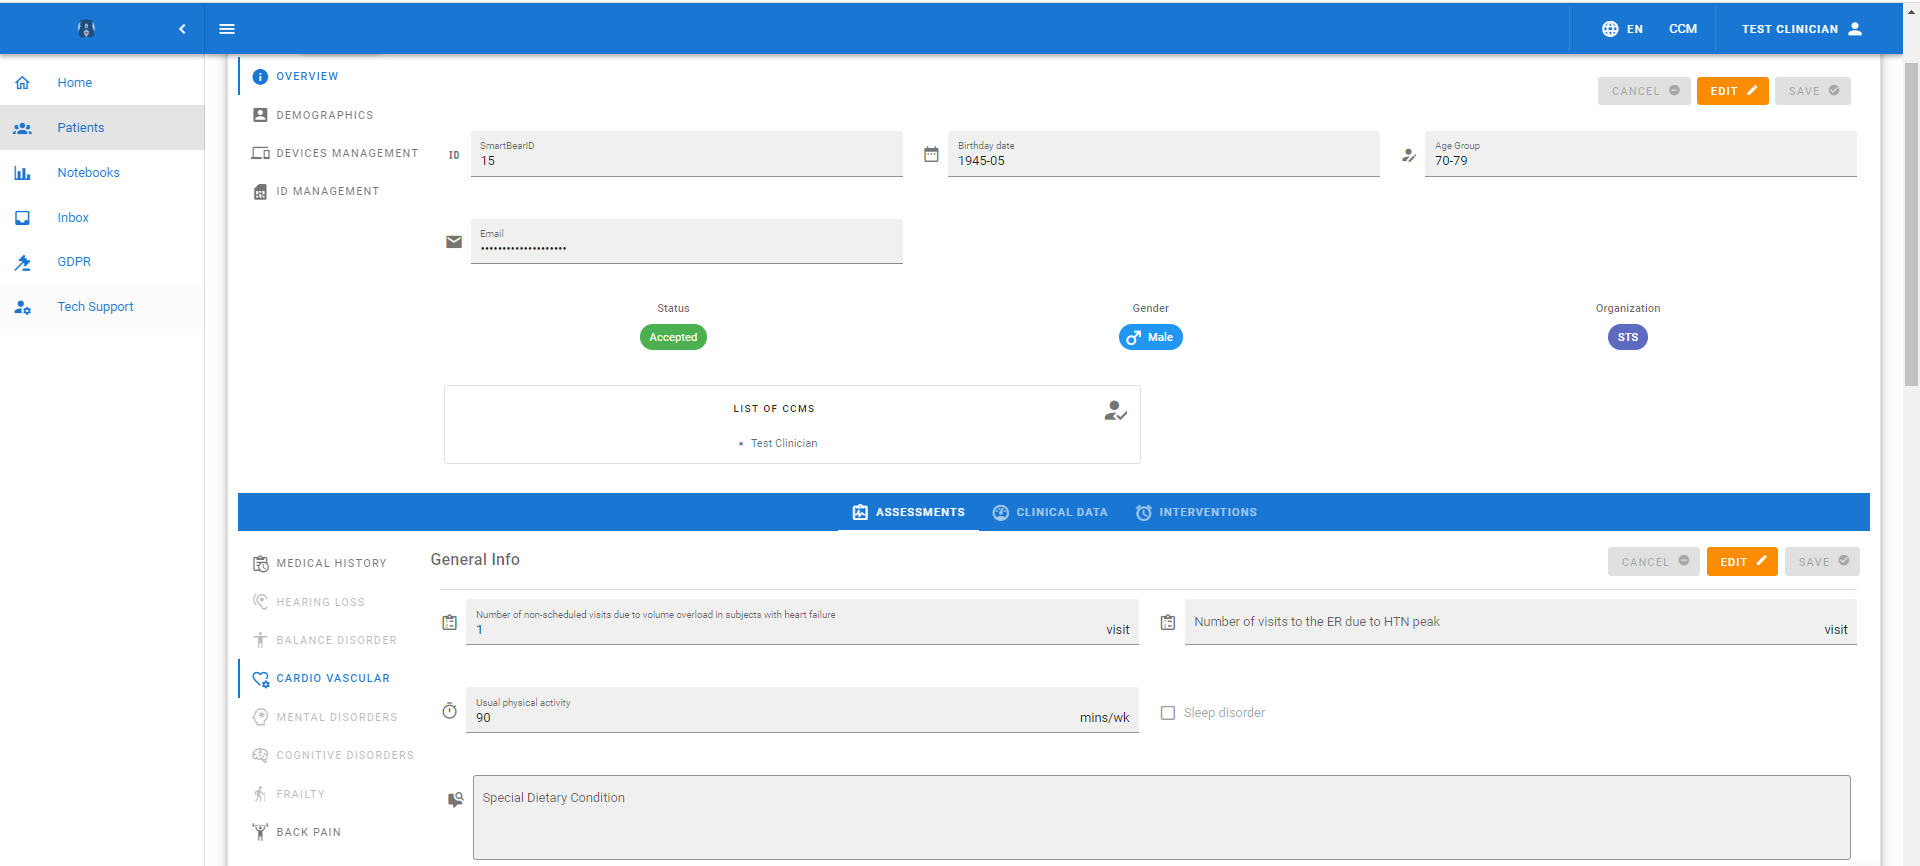 EN
CCM
TEST CLINICIAN
Home
Patients
Notebooks
Inbox
GDPR
Tech Support
OVERVIEW
DEMOGRAPHICS
DEVICES MANAGEMENT
ID MANAGEMENT
CANCEL
EDIT
SAVE
ID
SmartBearID
15
Birthday date
1945-05
Age Group
70-79
Email
••••••••••••••••••••
Status
Accepted
Gender
Male
Organization
STS
LIST OF CCMS
• Test Clinician
ASSESSMENTS
CLINICAL DATA
INTERVENTIONS
MEDICAL HISTORY
HEARING LOSS
BALANCE DISORDER
CARDIO VASCULAR
MENTAL DISORDERS
COGNITIVE DISORDERS
FRAILTY
BACK PAIN
General Info
CANCEL
EDIT
SAVE
Number of non-scheduled visits due to volume overload in subjects with heart failure
1 visit
Number of visits to the ER due to HTN peak visit
Usual physical activity
90 mins/wk
Sleep disorder
Special Dietary Condition